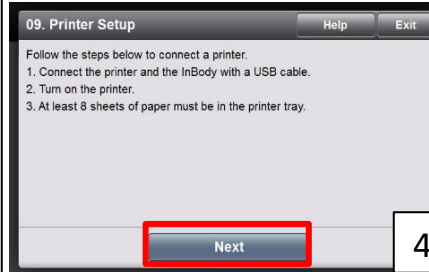 09. Printer Setup
Help
Exit
Follow the steps below to connect a printer.
1. Connect the printer and the InBody with a USB cable.
2. Turn on the printer.
3. At least 8 sheets of paper must be in the printer tray.
Next
4